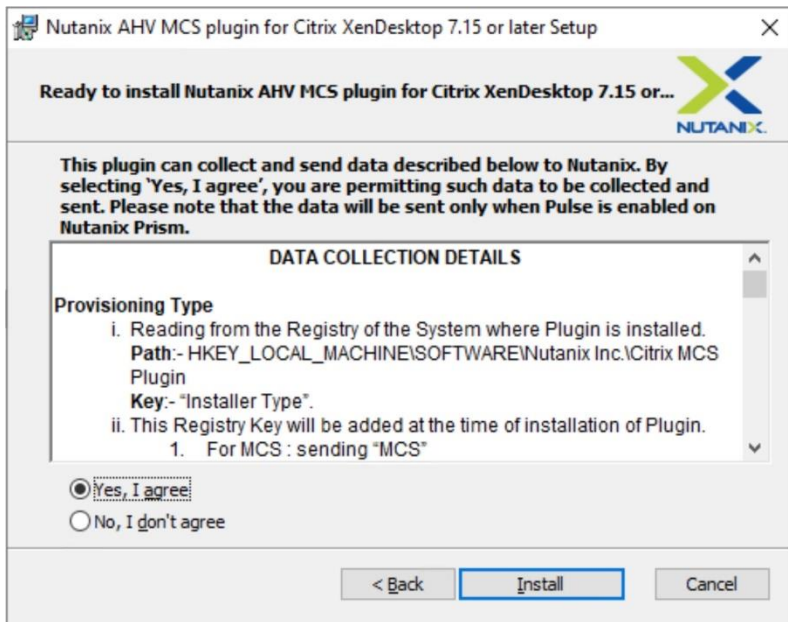 Nutanix AHV MCS plugin for Citrix XenDesktop 7.15 or later Setup
Ready to install Nutanix AHV MCS plugin for Citrix XenDesktop 7.15 or...
NUTANIX.
This plugin can collect and send data described below to Nutanix. By
selecting 'Yes, I agree', you are permitting such data to be collected and
sent. Please note that the data will be sent only when Pulse is enabled on
Nutanix Prism.
DATA COLLECTION DETAILS
Provisioning Type
i. Reading from the Registry of the System where Plugin is installed.
Path:- HKEY_LOCAL_MACHINE\SOFTWARE\Nutanix Inc.\Citrix MCS
Plugin
Key:- “Installer Type”.
ii. This Registry Key will be added at the time of installation of Plugin.
1. For MCS : sending “MCS”
Yes, I agree
No, I don't agree
< Back
Install
Cancel